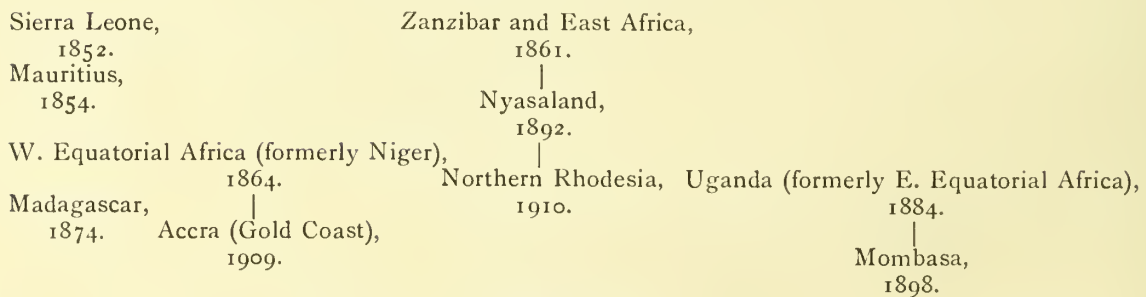 Sierra Leone,
1852.
Mauritius,
1854.
Zanzibar and East Africa,
1861.
Nyasaland,
1892.
W. Equatorial Africa (formerly Niger),
1864.
Madagascar,
1874.
Accra (Gold Coast),
1909.
Northern Rhodesia,
1910.
Uganda (formerly E. Equatorial Africa),
1884.
Mombasa,
1898.